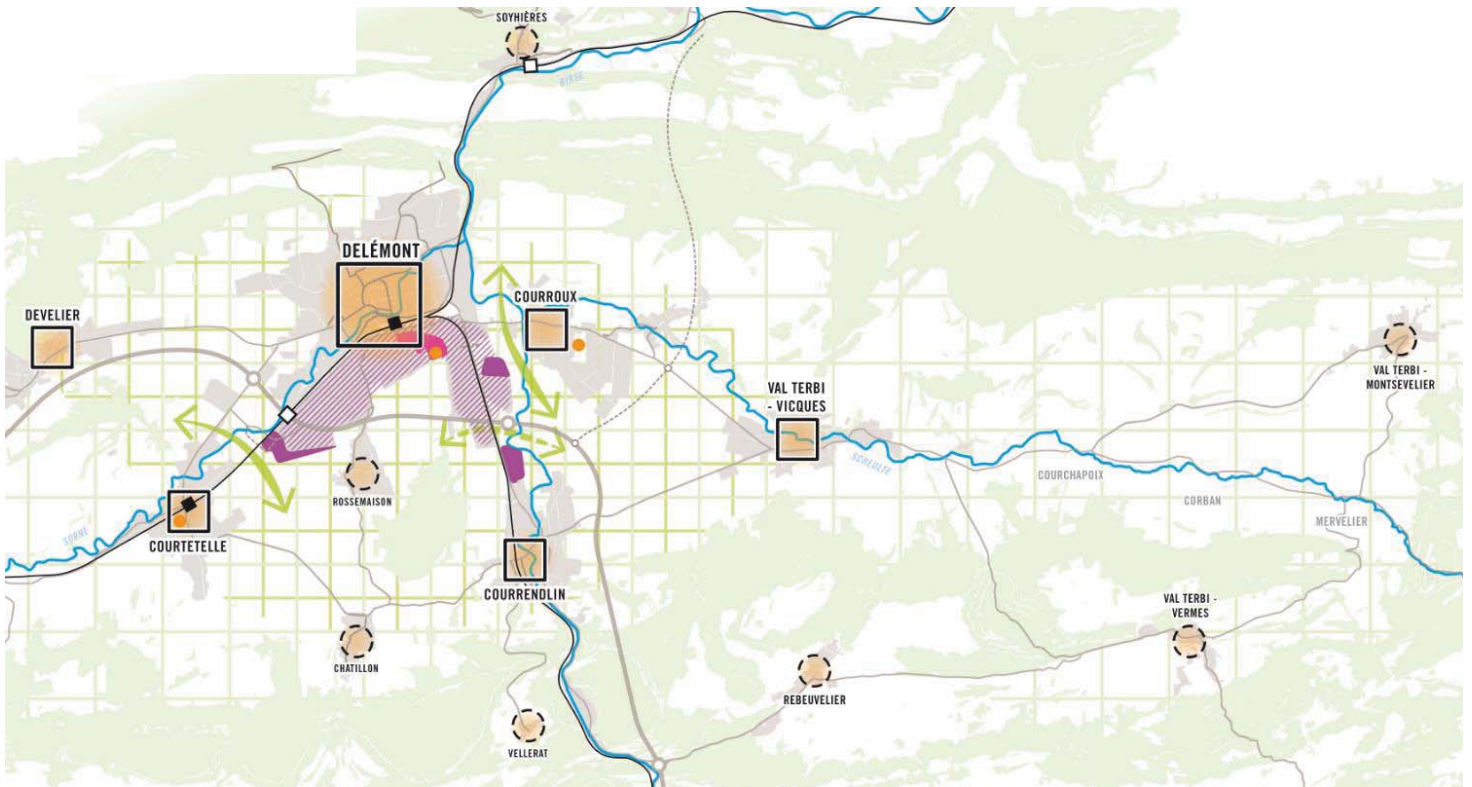 SOYHIÈRES
BIRSE
DELÉMONT
COURROUX
DEVELIER
VAL TERBI
- VICQUES
VAL TERBI -
MONTSEVELIER
SCHEULTE
COURCHAPOIX
CORBAN
MERVELIER
ROSSEMAISON
SORNE
COURTETELLE
COURRENDLIN
VAL TERBI -
VERMES
CHATILLON
REBEUVELIER
VELLERAT